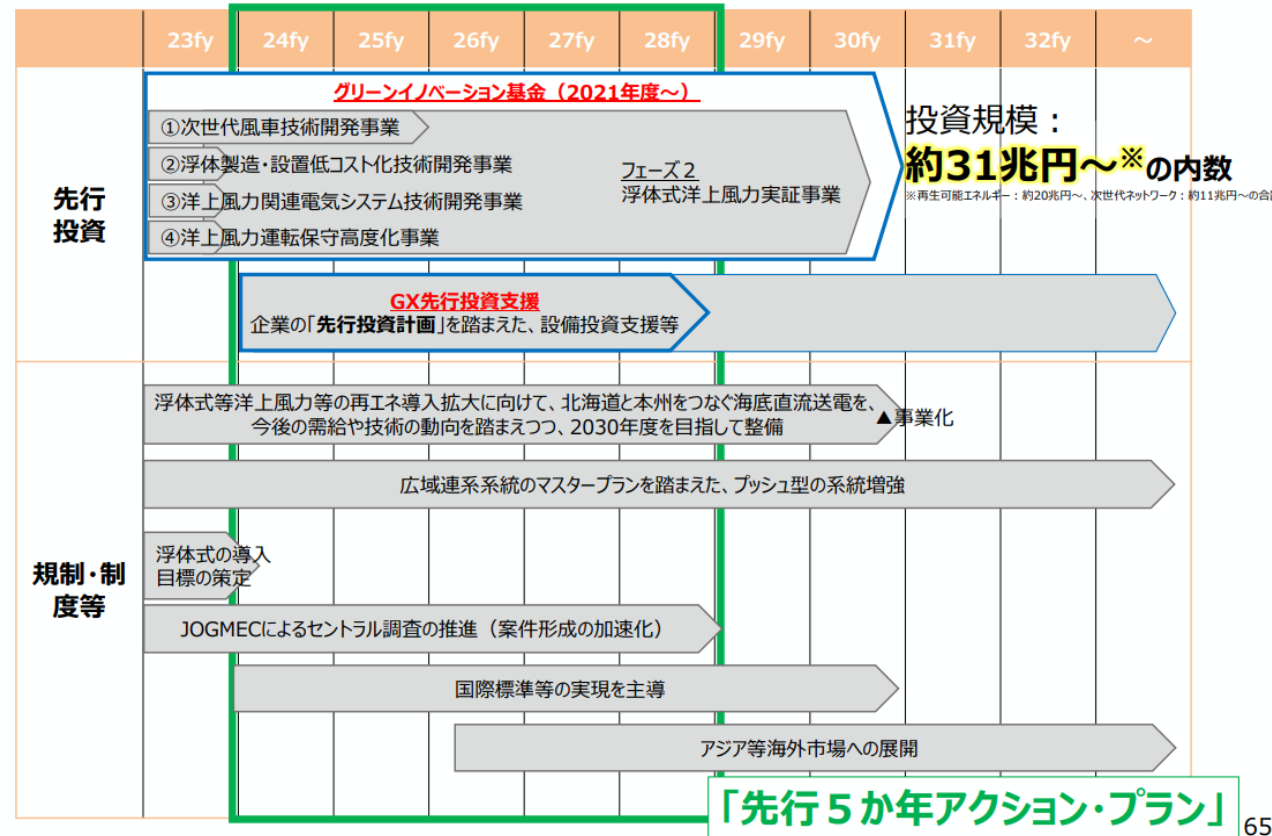 23fy 24fy 25fy 26fy 27fy 28fy 29fy 30fy 31fy 32fy ～
先行
投資
グリーンイノベーション基金（2021年度～）
①次世代風車技術開発事業
②浮体製造・設置低コスト化技術開発事業
③洋上風力関連電気システム技術開発事業
④洋上風力運転保守高度化事業
フェーズ２
浮体式洋上風力実証事業
投資規模：
約31兆円～※の内数
※再生可能エネルギー：約20兆円～、次世代ネットワーク：約11兆円～の合
GX先行投資支援
企業の「先行投資計画」を踏まえた、設備投資支援等
規制・制
度等
浮体式等洋上風力等の再エネ導入拡大に向けて、北海道と本州をつなぐ海底直流送電を、
今後の需給や技術の動向を踏まえつつ、2030年度を目指して整備
▲事業化
広域連系系統のマスタープランを踏まえた、プッシュ型の系統増強
浮体式の導入
目標の策定
JOGMECによるセントラル調査の推進（案件形成の加速化）
国際標準等の実現を主導
アジア等海外市場への展開
「先行５か年アクション・プラン」
65